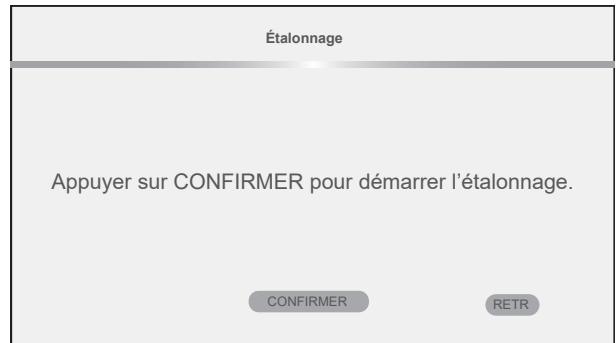 Étalonnage
Appuyer sur CONFIRMER pour démarrer l’étalonnage.
CONFIRMER
RETR